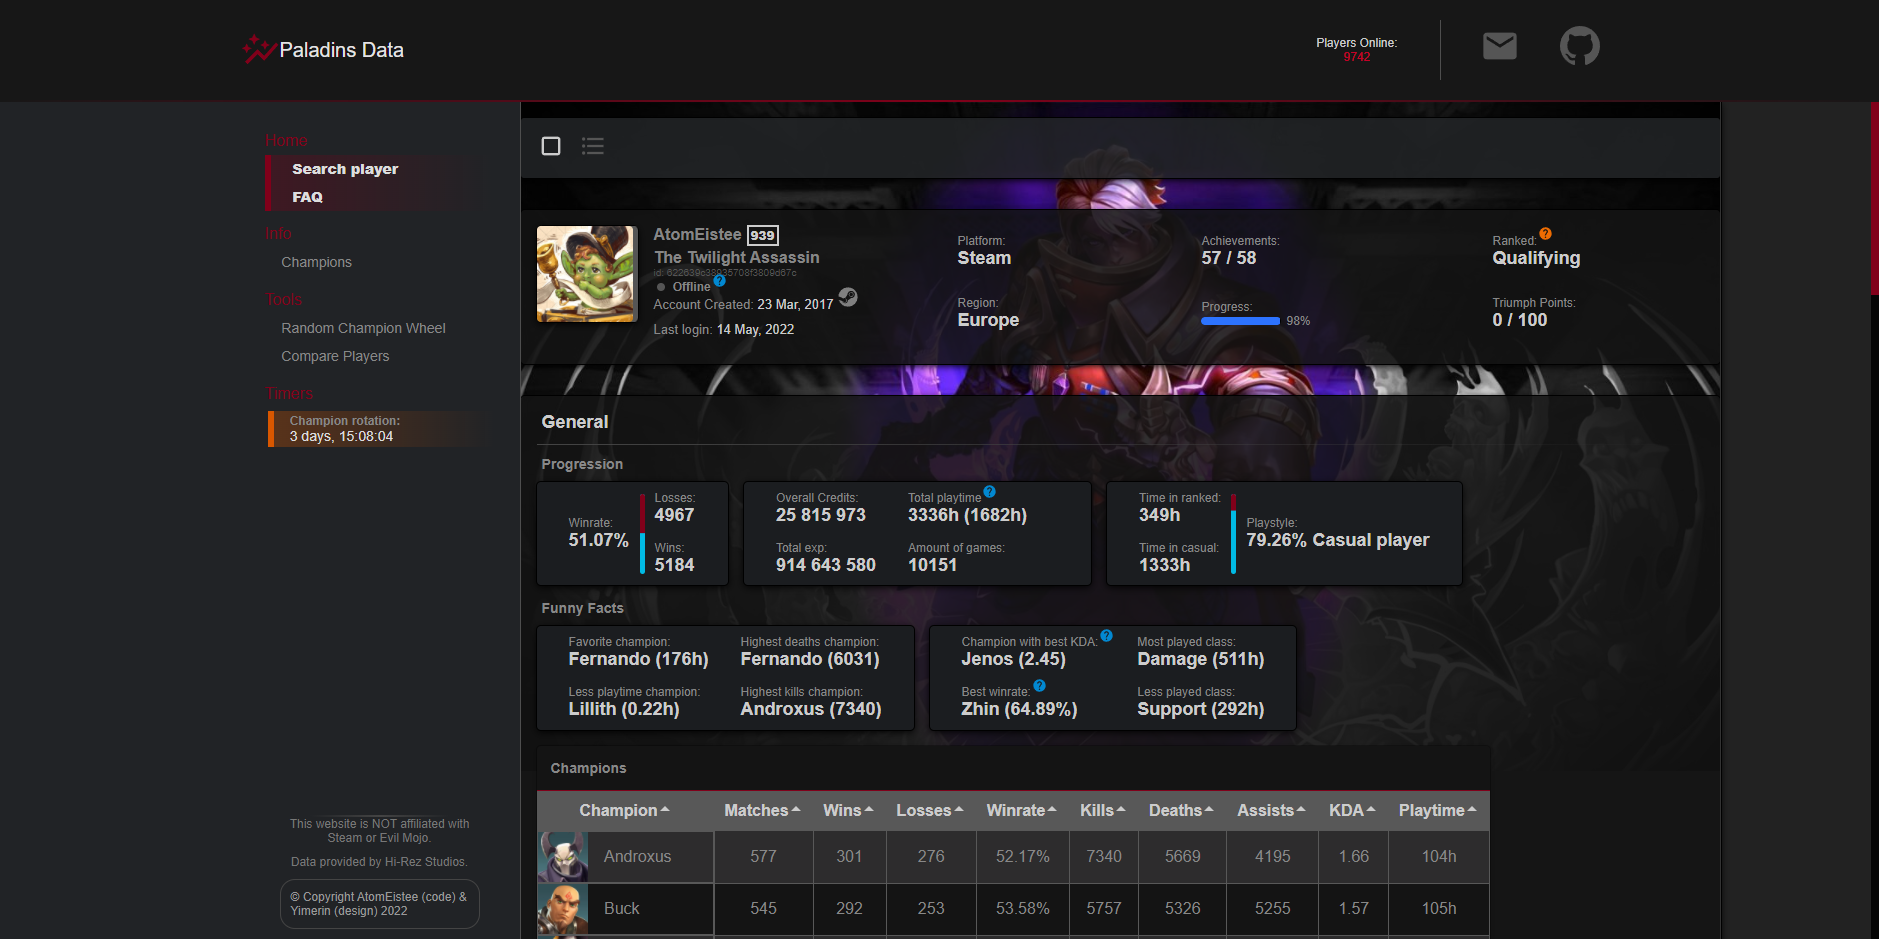 Paladins Data
Players Online:
9742
Home
Search player
FAQ
Info
Champions
Tools
Random Champion Wheel
Compare Players
Timers
Champion rotation:
3 days, 15:08:04
This website is NOT affiliated with
Steam or Evil Mojo.
Data provided by Hi-Rez Studios.
© Copyright AtomEistee (code) &
Yimerin (design) 2022
AtomEistee 939
The Twilight Assassin
id: 622639c38935708f3809d67c
Offline ?
Account Created: 23 Mar, 2017
Last login: 14 May, 2022
Platform:
Steam
Region:
Europe
Achievements:
57 / 58
Progress:
98%
Ranked: ?
Qualifying
Triumph Points:
0 / 100
General
Progression
Winrate:
51.07%
Losses:
4967
Wins:
5184
Overall Credits:
25 815 973
Total exp:
914 643 580
Total playtime ?
3336h (1682h)
Amount of games:
10151
Time in ranked:
349h
Time in casual:
1333h
Playstyle:
79.26% Casual player
Funny Facts
Favorite champion:
Fernando (176h)
Less playtime champion:
Lillith (0.22h)
Highest deaths champion:
Fernando (6031)
Highest kills champion:
Androxus (7340)
Champion with best KDA: ?
Jenos (2.45)
Best winrate: ?
Zhin (64.89%)
Most played class:
Damage (511h)
Less played class:
Support (292h)
Champions
Champion Matches Wins Losses Winrate Kills Deaths Assists KDA Playtime
Androxus 577 301 276 52.17% 7340 5669 4195 1.66 104h
Buck 545 292 253 53.58% 5757 5326 5255 1.57 105h